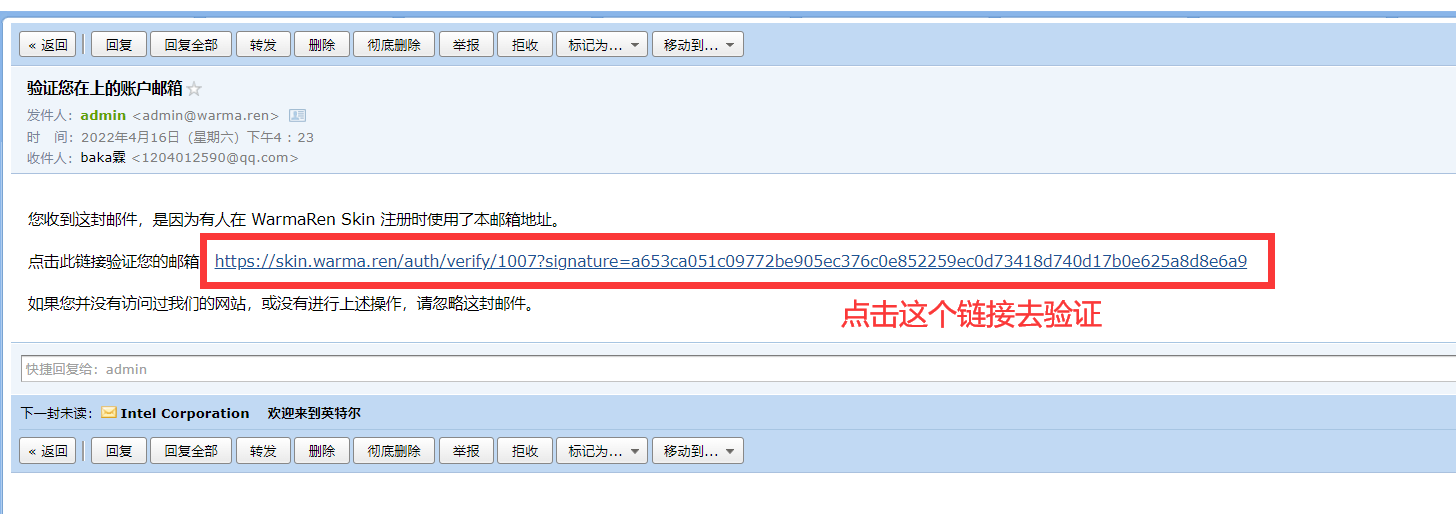 « 返回 回复 回复全部 转发 删除 彻底删除 举报 拒收 标记为... 移动到...
验证您在上的账户邮箱
发件人：admin <admin@warma.ren>
时 间：2022年4月16日（星期六）下午4：23
收件人：baka霖 <1204012590@qq.com>
您收到这封邮件，是因为有人在 WarmaRen Skin 注册时使用了本邮箱地址。
点击此链接验证您的邮箱 https://skin.warma.ren/auth/verify/1007?signature=a653ca051c09772be905ec376c0e852259ec0d73418d740d17b0e625a8d8e6a9
如果您并没有访问过我们的网站，或没有进行上述操作，请忽略这封邮件。
点击这个链接去验证
快捷回复给：admin
下一封未读： Intel Corporation 欢迎来到英特尔
« 返回 回复 回复全部 转发 删除 彻底删除 举报 拒收 标记为... 移动到...